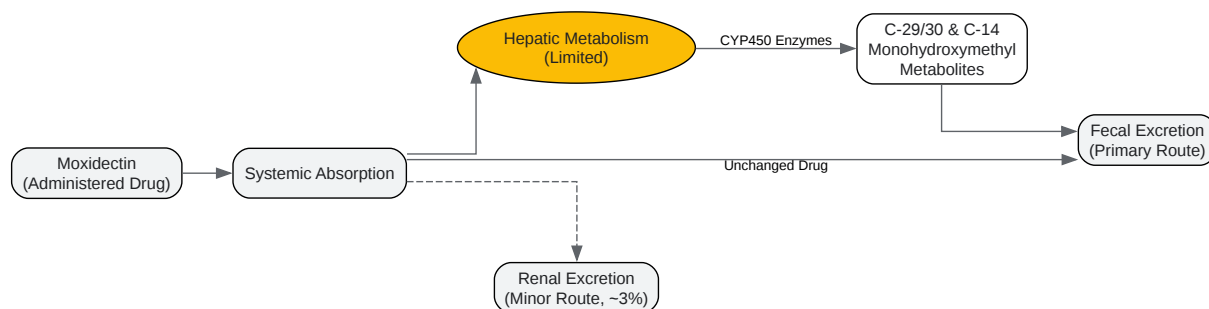 Moxidectin
(Administered Drug)
Systemic Absorption
Hepatic Metabolism
(Limited)
CYP450 Enzymes
C-29/30 & C-14
Monohydroxymethyl
Metabolites
Unchanged Drug
Fecal Excretion
(Primary Route)
Renal Excretion
(Minor Route, ~3%)